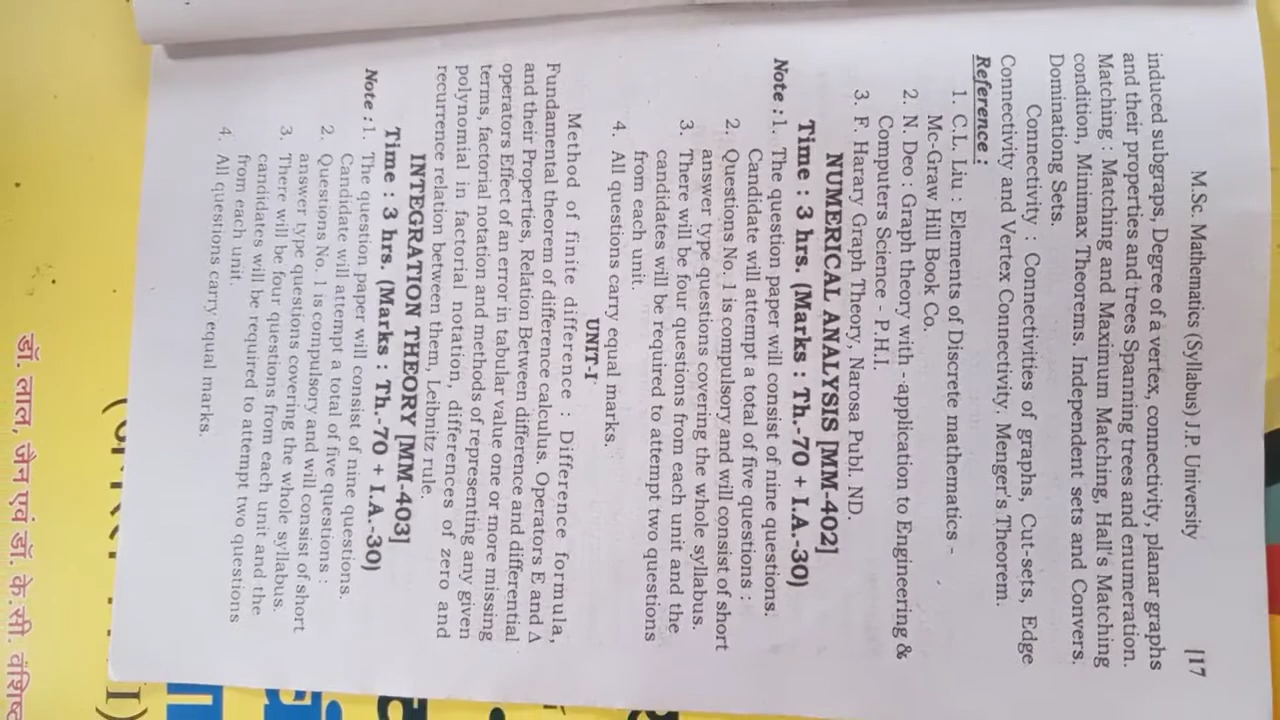 M.Sc. Mathematics (Syllabus) J.P. University [17
induced subgraps, Degree of a vertex, connectivity, planar graphs
and their properties and trees Spanning trees and enumeration.
Matching : Matching and Maximum Matching, Hall's Matching
condition, Minimax Theorems, Independent sets and Convers.
Dominationg Sets.
Connectivity : Connectivities of graphs, Cut-sets, Edge
Connectivity and Vertex Connectivity. Menger's Theorem.
Reference :
1. C.L. Liu : Elements of Discrete mathematics -
Mc-Graw Hill Book Co.
2. N. Deo : Graph theory with -application to Engineering &
Computers Science - P.H.I.
3. F. Harary Graph Theory, Narosa Publ. ND.
NUMERICAL ANALYSIS [MM-402]
Time : 3 hrs. (Marks : Th.-70 + I.A.-30)
Note : 1. The question paper will consist of nine questions.
Candidate will attempt a total of five questions :
2. Questions No. 1 is compulsory and will consist of short
answer type questions covering the whole syllabus.
3. There will be four questions from each unit and the
candidates will be required to attempt two questions
from each unit.
4. All questions carry equal marks.
UNIT-I
Method of finite difference : Difference formula,
Fundamental theorem of difference calculus. Operators E and Δ
and their Properties, Relation Between difference and differential
operators Effect of an error in tabular value one or more missing
terms, factorial notation and methods of representing any given
polynomial in factorial notation, differences of zero and
recurrence relation between them, Leibnitz rule.
INTEGRATION THEORY [MM-403]
Time : 3 hrs. (Marks : Th.-70 + I.A.-30)
Note : 1. The question paper will consist of nine questions.
Candidate will attempt a total of five questions :
2. Questions No. 1 is compulsory and will consist of short
answer type questions covering the whole syllabus.
3. There will be four questions from each unit and the
candidates will be required to attempt two questions
from each unit.
4. All questions carry equal marks.
डॉ. लाल, जैन एवं डॉ. के.सी. वशिष्ट